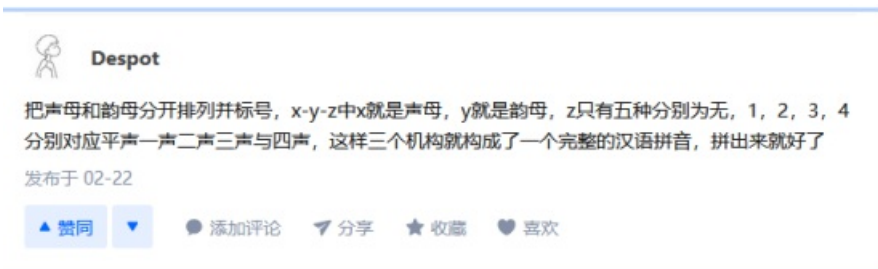 Despot
把声母和韵母分开排列并标号，x-y-z中x就是声母，y就是韵母，z只有五种分别为无，1，2，3，4
分别对应平声一声二声三声与四声，这样三个机构就构成了一个完整的汉语拼音，拼出来就好了
发布于 02-22
赞同 添加评论 分享 收藏 喜欢